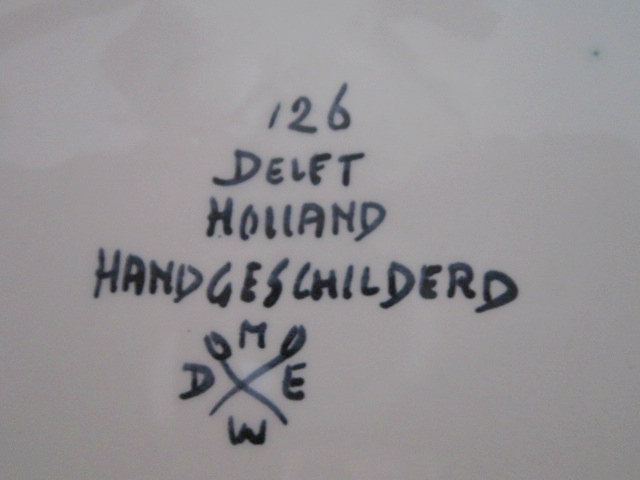 126
DELFT
HOLLAND
HANDGESCHILDERD
M
D E
W